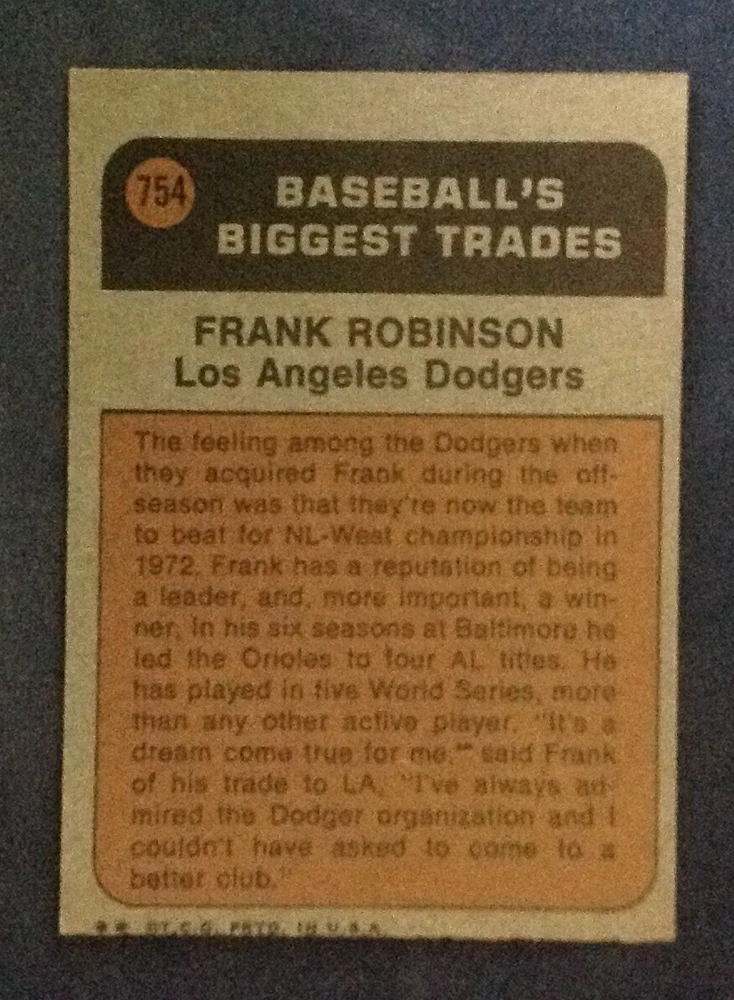 754
BASEBALL'S
BIGGEST TRADES
FRANK ROBINSON
Los Angeles Dodgers
The feeling among the Dodgers when
they acquired Frank during the off-
season was that they're now the team
to beat for NL-West championship in
1972. Frank has a reputation of being
a leader, and, more important, a win-
ner. In his six seasons at Baltimore he
led the Orioles to four AL titles. He
has played in five World Series, more
than any other active player. "It's a
dream come true for me," said Frank
of his trade to LA. "I've always ad-
mired the Dodger organization and I
couldn't have asked to come to a
better club."
** ©T.C.G. PRTD. IN U.S.A.